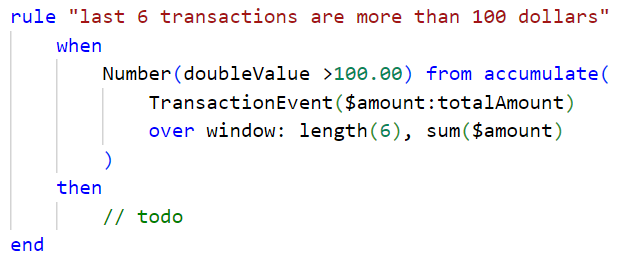 rule "last 6 transactions are more than 100 dollars"
    when
        Number(doubleValue >100.00) from accumulate(
            TransactionEvent($amount:totalAmount)
            over window: length(6), sum($amount)
        )
    then
        // todo
end